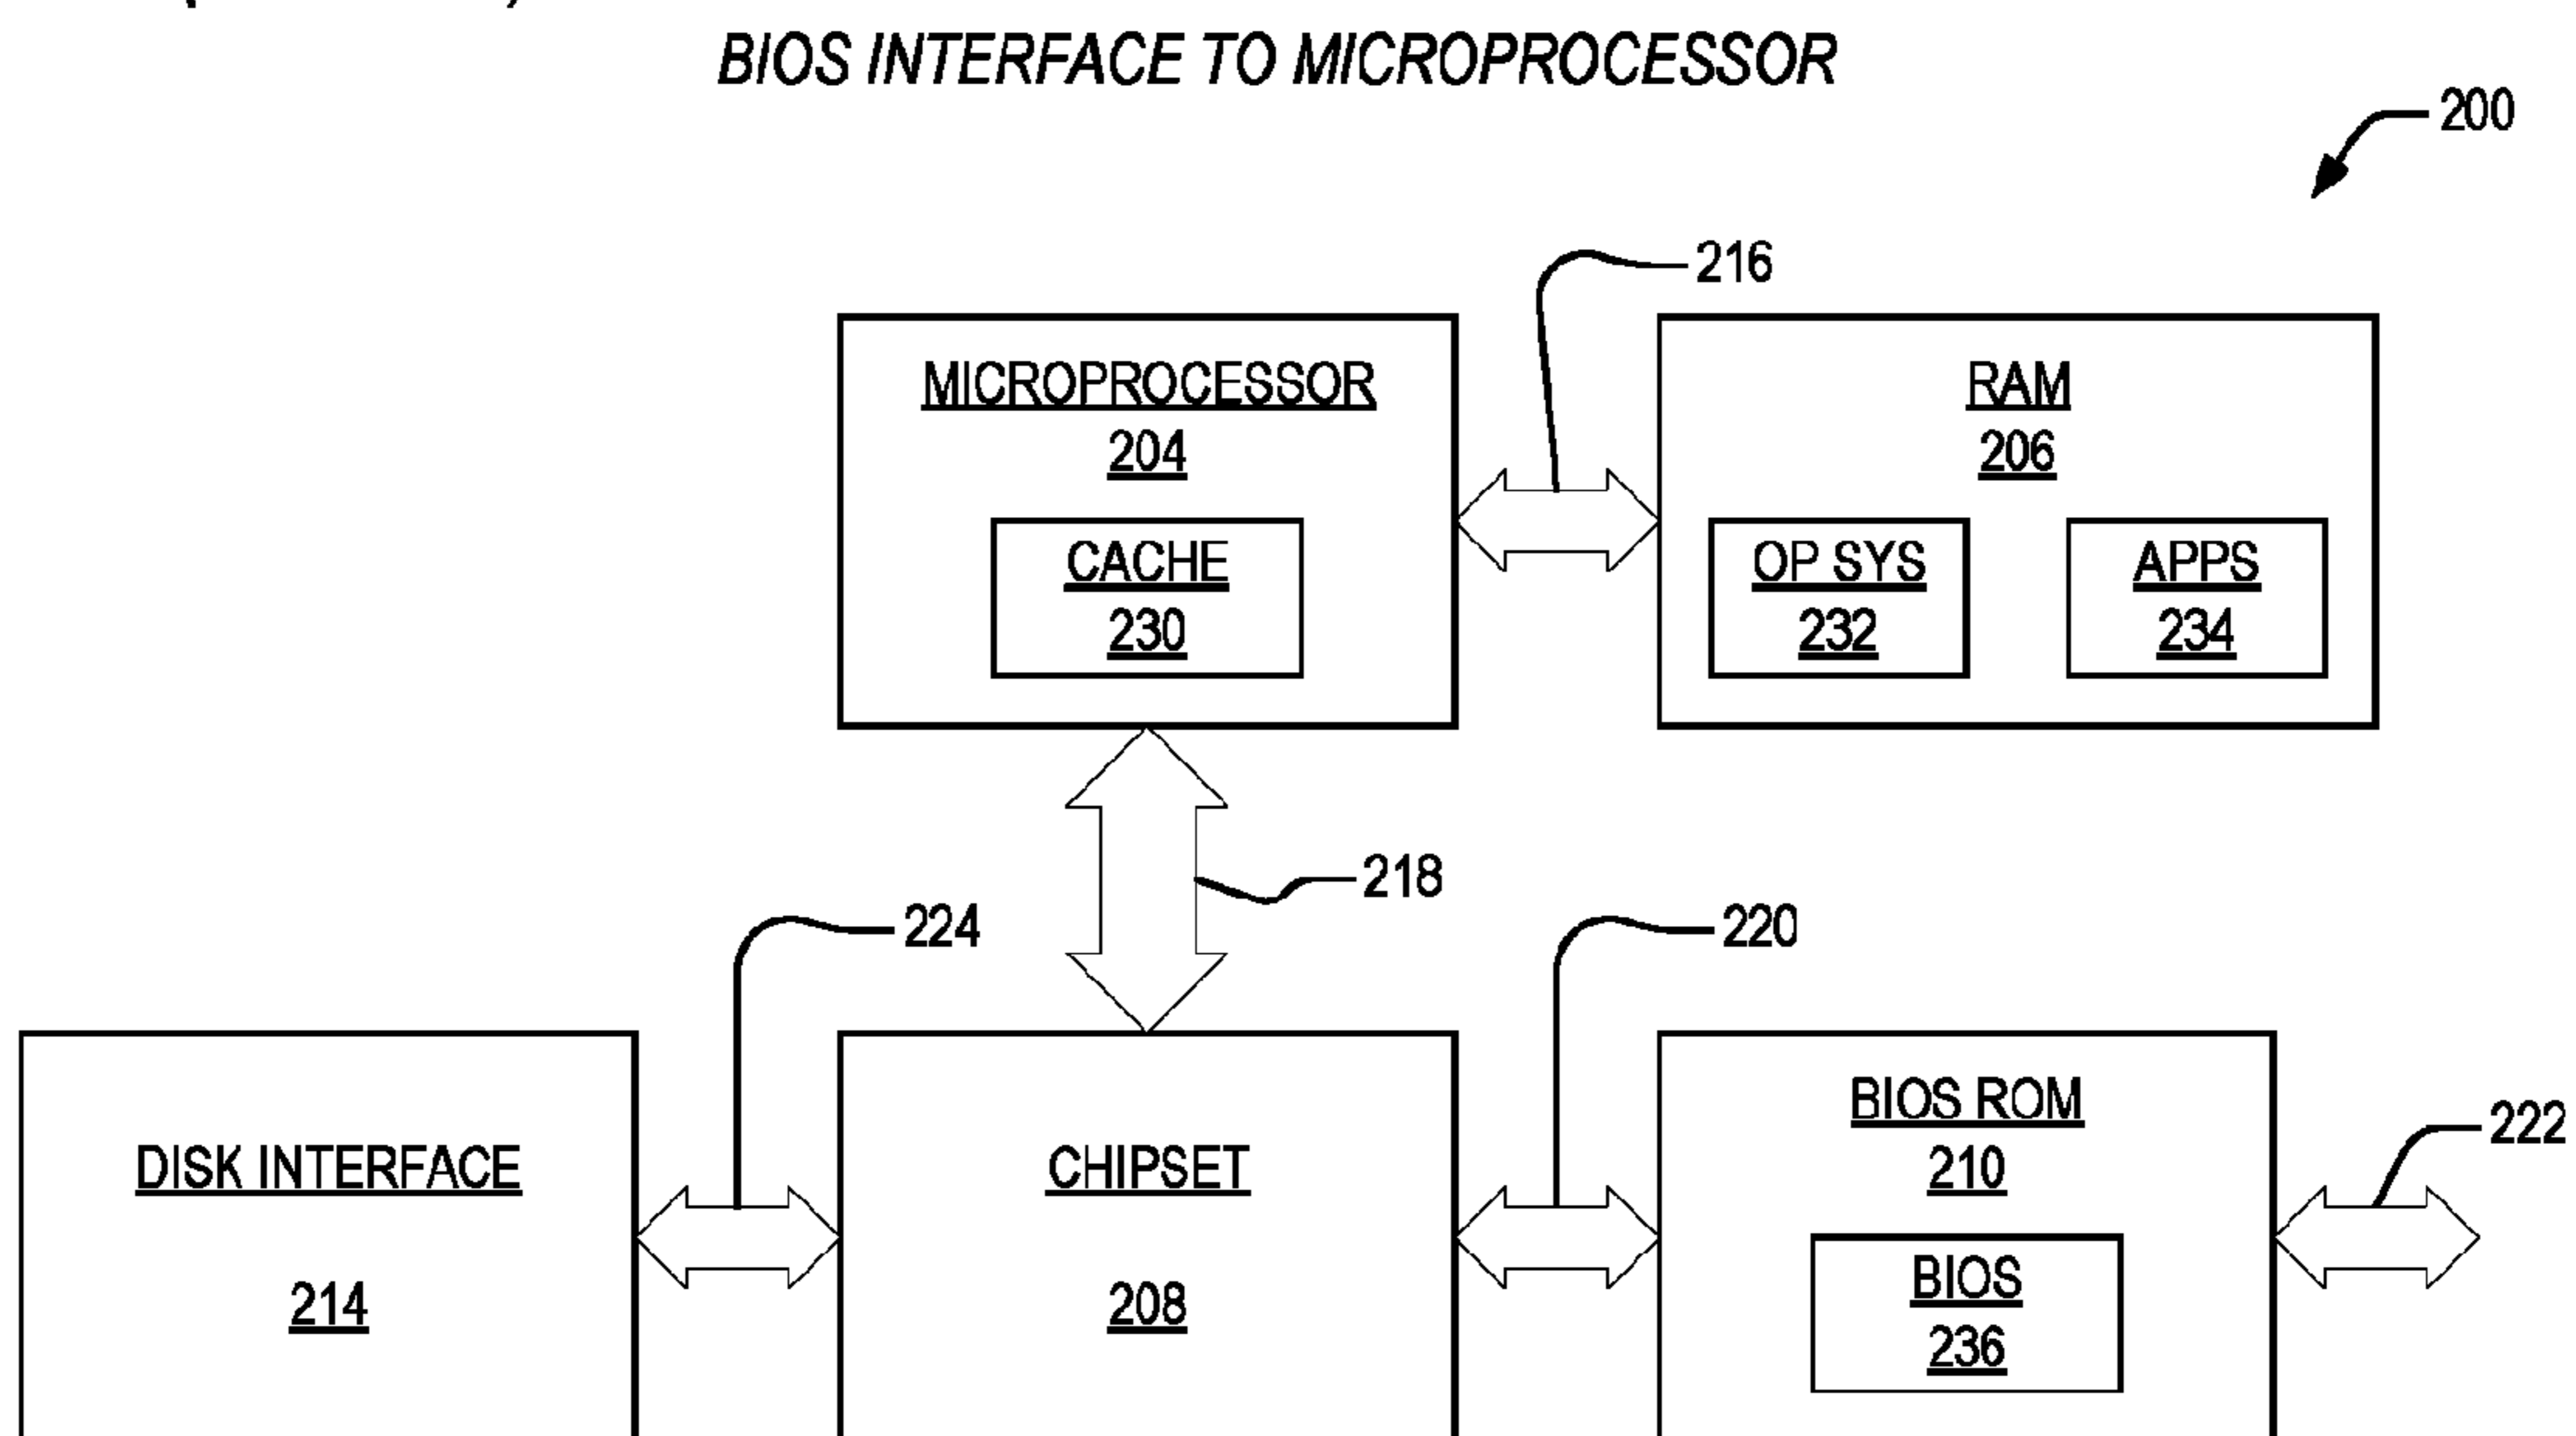 BIOS INTERFACE TO MICROPROCESSOR
200
216
MICROPROCESSOR
204
CACHE
230
RAM
206
OP SYS
232
APPS
234
218
224
220
DISK INTERFACE
214
CHIPSET
208
BIOS ROM
210
BIOS
236
222